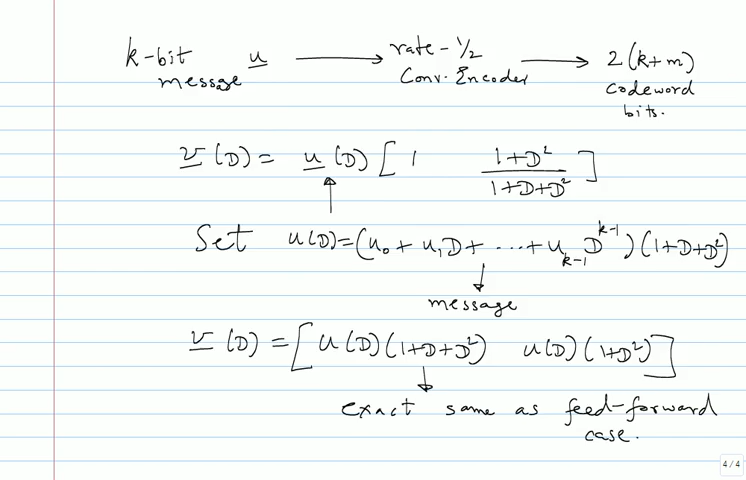 k-bit message u → rate-1/2 Conv. Encoder → 2(k+m) codeword bits.
v(D) = u(D) [ 1   (1+D²)/(1+D+D²) ]
Set u(D) = (u₀ + u₁D + ... + u_{k-1} D^{k-1}) (1+D+D²)
message
v(D) = [ u(D)(1+D+D²)   u(D)(1+D²) ]
exact same as feed-forward
case.
4/4